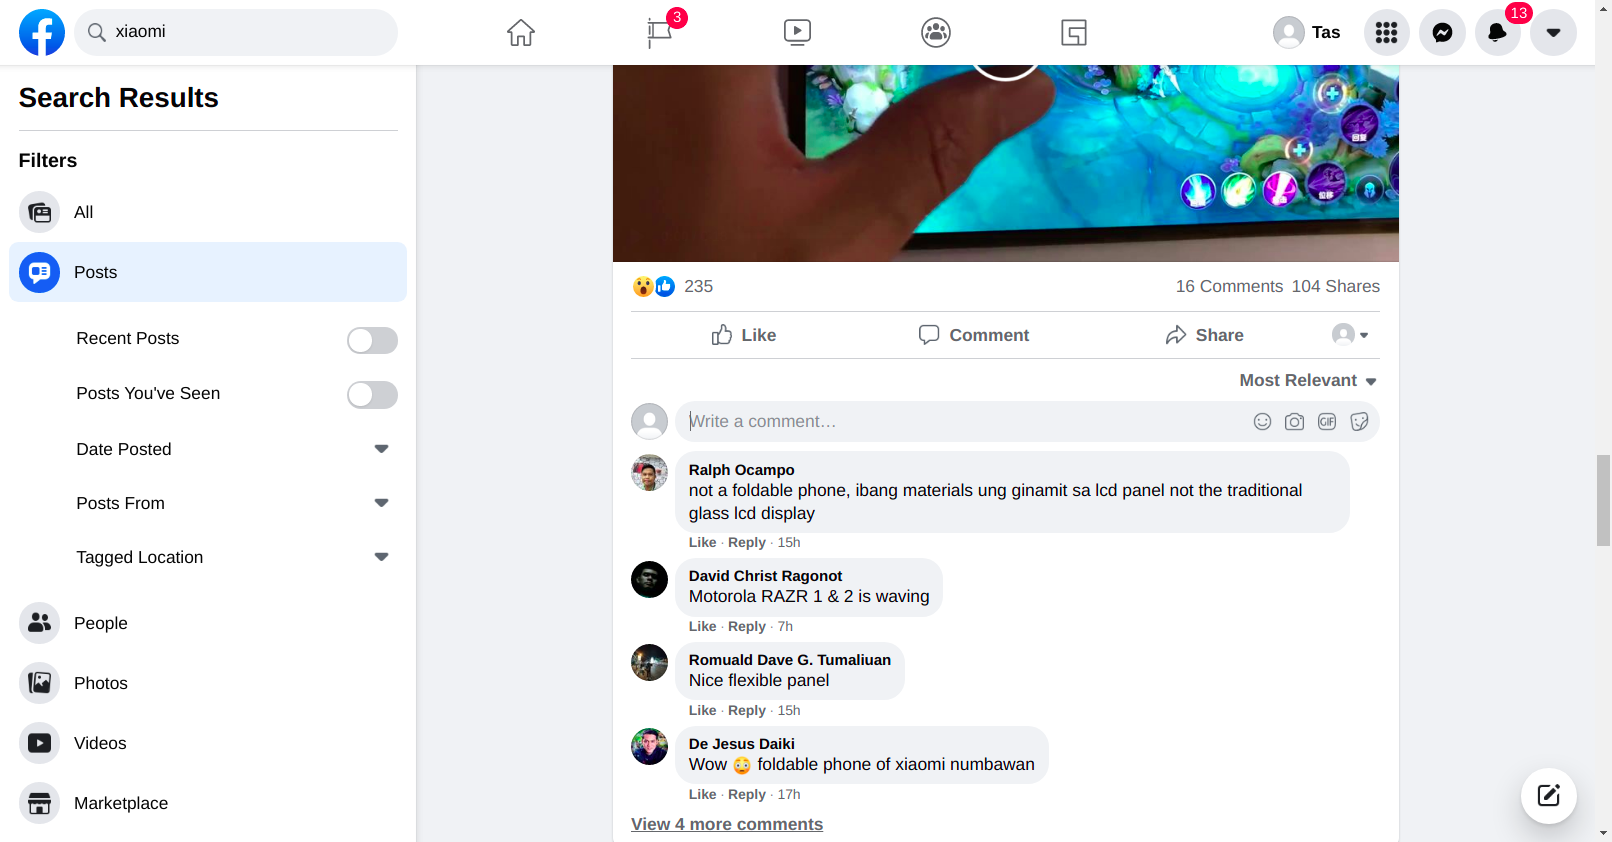 xiaomi
3
Tas
13
Search Results
Filters
All
Posts
Recent Posts
Posts You've Seen
Date Posted
Posts From
Tagged Location
People
Photos
Videos
Marketplace
回复
235
16 Comments 104 Shares
Like
Comment
Share
Most Relevant
Write a comment…
GIF
Ralph Ocampo
not a foldable phone, ibang materials ung ginamit sa lcd panel not the traditional
glass lcd display
Like · Reply · 15h
David Christ Ragonot
Motorola RAZR 1 & 2 is waving
Like · Reply · 7h
Romuald Dave G. Tumaliuan
Nice flexible panel
Like · Reply · 15h
De Jesus Daiki
Wow 😳 foldable phone of xiaomi numbawan
Like · Reply · 17h
View 4 more comments